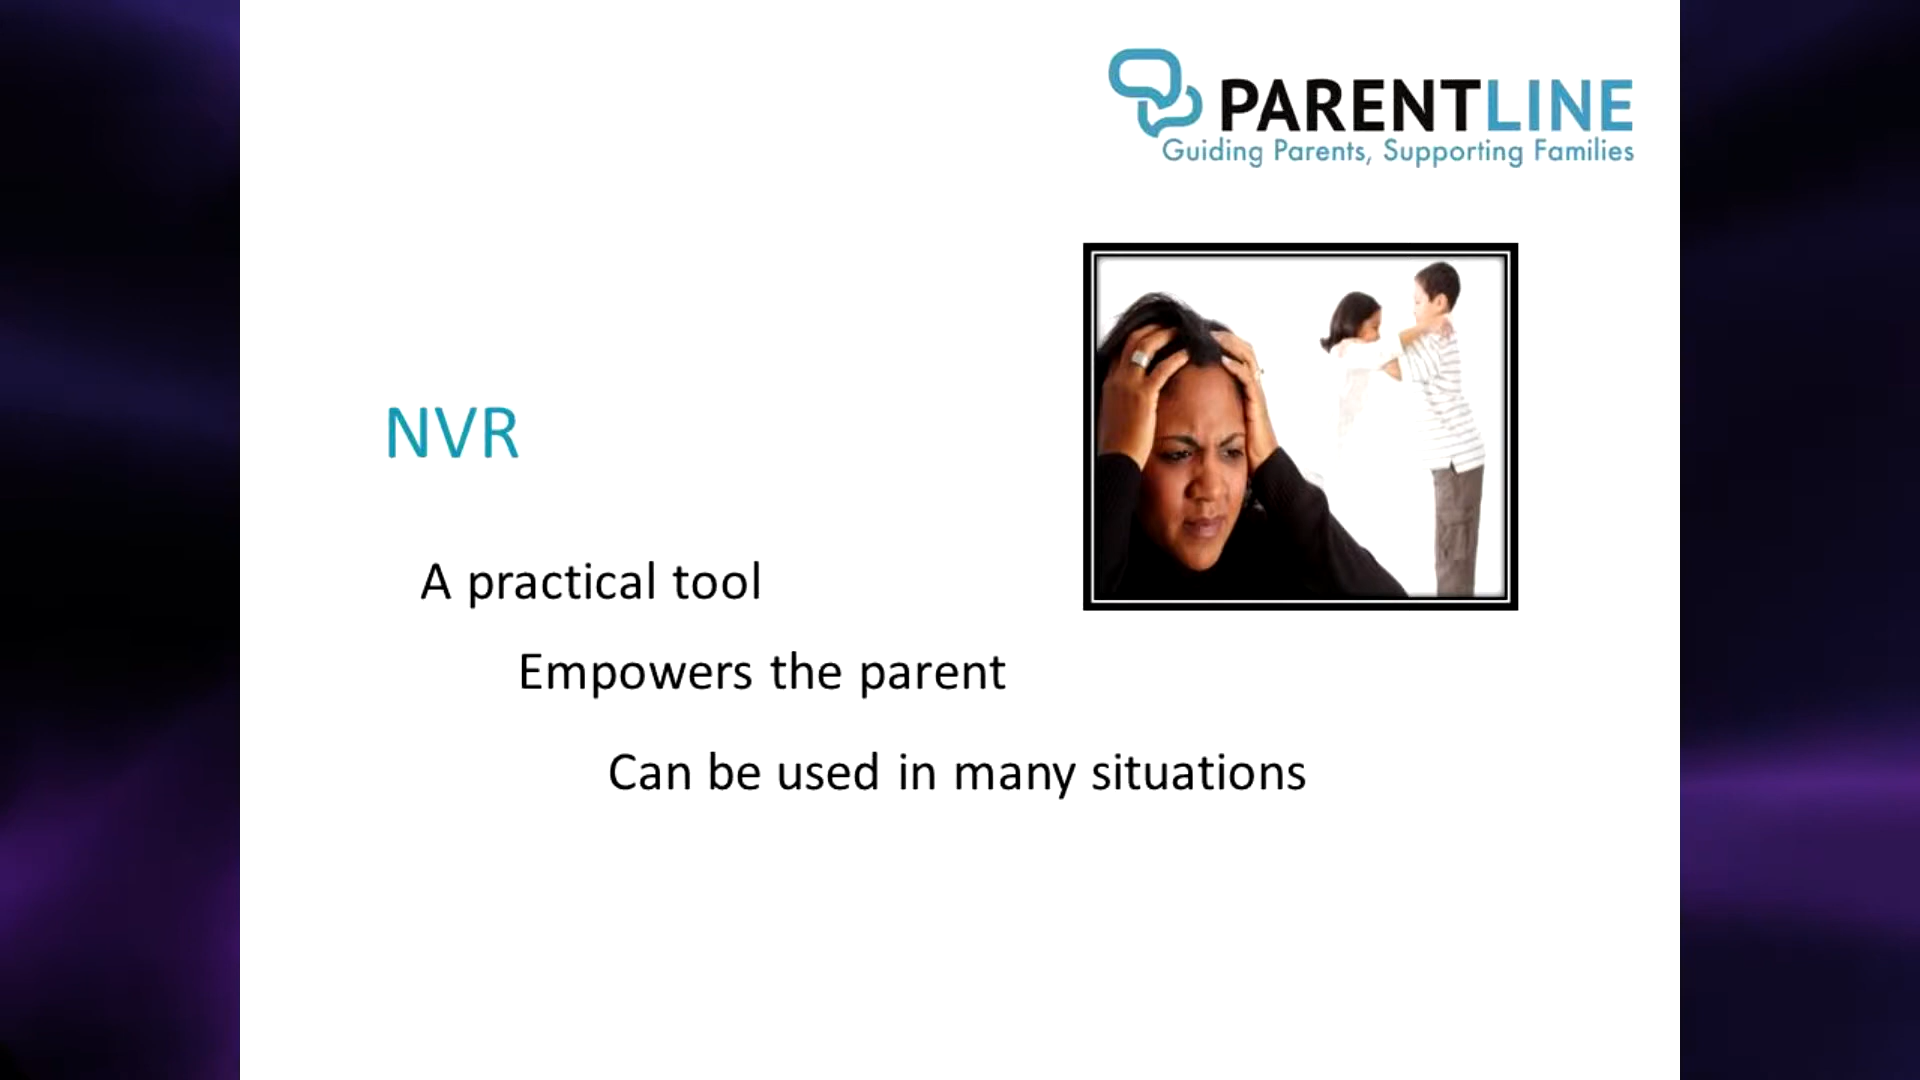 PARENTLINE
Guiding Parents, Supporting Families
NVR
A practical tool
Empowers the parent
Can be used in many situations